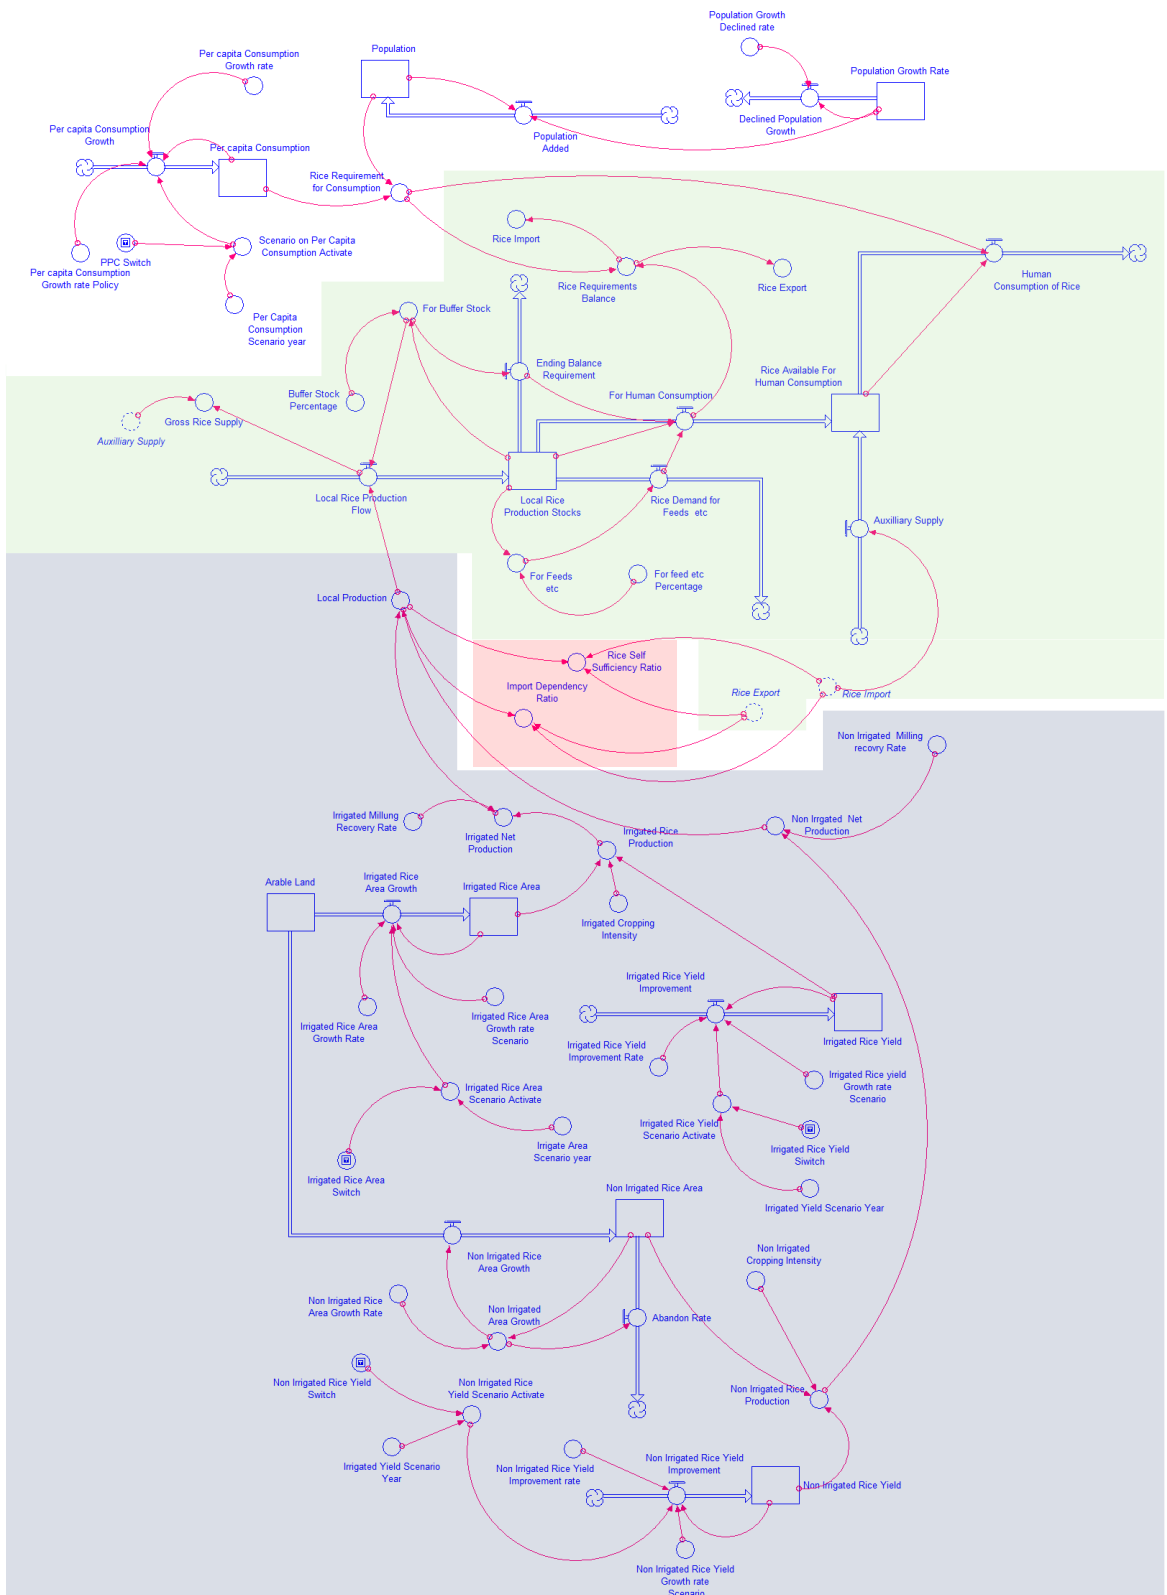 Population Growth
Declined rate
Population
Per capita Consumption
Growth rate
Population Growth Rate
Declined Population
Growth
Per capita Consumption
Growth
Population
Added
Per capita Consumption
Rice Requirement
for Consumption
Rice Import
Scenario on Per Capita
Consumption Activate
PPC Switch
Per capita Consumption
Growth rate Policy
Rice Requirements
Balance
Rice Export
Human
Consumption of Rice
Per Capita
Consumption
Scenario year
For Buffer Stock
Ending Balance
Requirement
Rice Available For
Human Consumption
Buffer Stock
Percentage
For Human Consumption
Gross Rice Supply
Auxilliary Supply
Local Rice Production
Flow
Local Rice
Production Stocks
Rice Demand for
Feeds etc
Auxilliary Supply
For Feeds
etc
For feed etc
Percentage
Local Production
Rice Self
Sufficiency Ratio
Import Dependency
Ratio
Rice Export
Rice Import
Non Irrigated Milling
recovry Rate
Irrigated Millung
Recovery Rate
Irrigated Net
Production
Irrigated Rice
Production
Non Irrigated Net
Production
Arable Land
Irrigated Rice
Area Growth
Irrigated Rice Area
Irrigated Cropping
Intensity
Irrigated Rice Yield
Improvement
Irrigated Rice Area
Growth Rate
Irrigated Rice Area
Growth rate
Scenario
Irrigated Rice Yield
Irrigated Rice Yield
Improvement Rate
Irrigated Rice yield
Growth rate
Scenario
Irrigated Rice Area
Scenario Activate
Irrigated Rice Yield
Scenario Activate
Irrigate Area
Scenario year
Irrigated Rice Yield
Siwitch
Irrigated Rice Area
Switch
Non Irrigated Rice Area
Irrigated Yield Scenario Year
Non Irrigated Rice
Area Growth
Non Irrigated
Cropping Intensity
Non Irrigated Rice
Area Growth Rate
Non Irrigated
Area Growth
Abandon Rate
Non Irrigated Rice Yield
Switch
Non Irrigated Rice
Yield Scenario Activate
Non Irrigated Rice
Production
Irrigated Yield Scenario
Year
Non Irrigated Rice Yield
Improvement rate
Non Irrigated Rice Yield
Improvement
Non Irrigated Rice Yield
Non Irrigated Rice Yield
Growth rate
Scenario